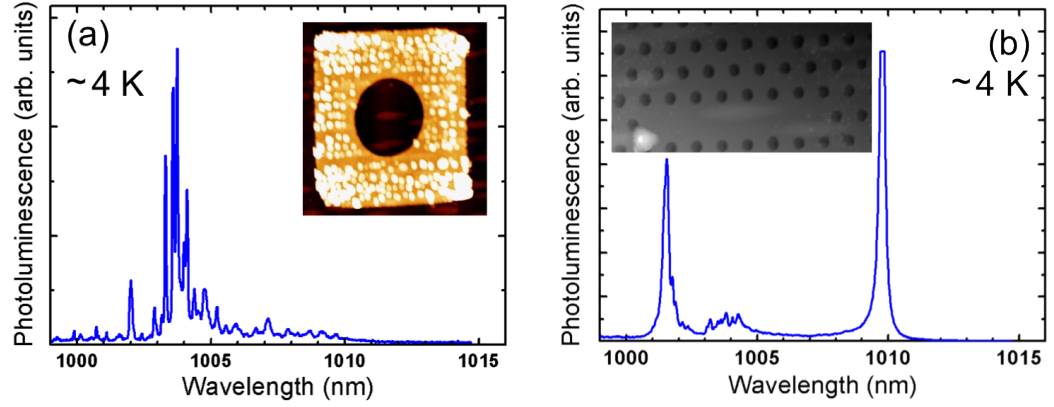 (a)
~ 4 K
Photoluminescence (arb. units)
1000 1005 1010 1015
Wavelength (nm)
(b)
~ 4 K
Photoluminescence (arb. units)
1000 1005 1010 1015
Wavelength (nm)